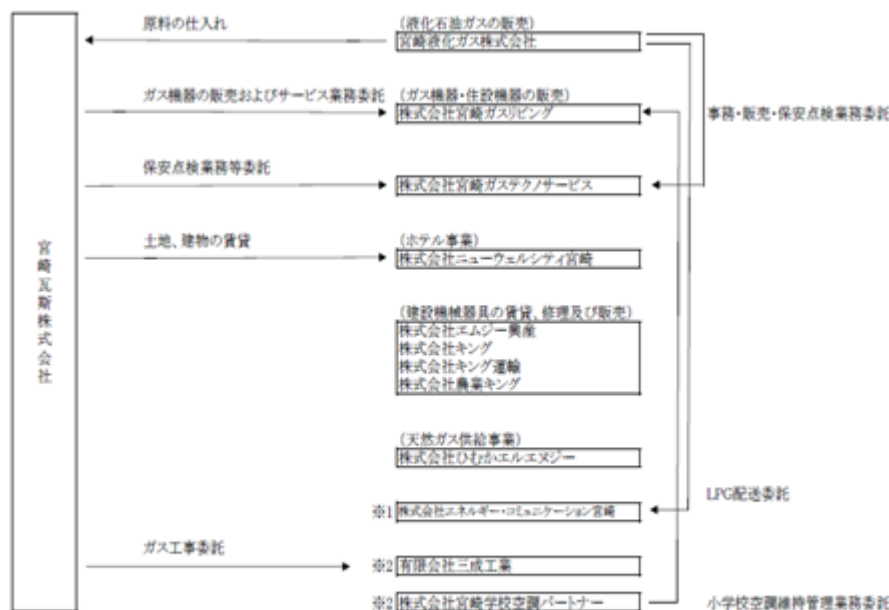 原料の仕入れ
(液化石油ガスの販売)
宮崎液化ガス株式会社
ガス機器の販売およびサービス業務委託
(ガス機器・住設機器の販売)
株式会社宮崎ガスリビング
事務・販売・保安点検業務委託
保安点検業務等委託
株式会社宮崎ガステクノサービス
土地、建物の賃貸
(ホテル事業)
株式会社ニューウェルシティ宮崎
宮崎瓦斯株式会社
(建設機械器具の賃貸、修理及び販売)
株式会社エムジー興産
株式会社キング
株式会社キング運輸
株式会社農業キング
(天然ガス供給事業)
株式会社ひむかエルエヌジー
LPG配送委託
※1 株式会社エネルギー・コミュニケーション宮崎
ガス工事委託
※2 有限会社三成工業
※2 株式会社宮崎学校空調パートナー
小学校空調維持管理業務委託